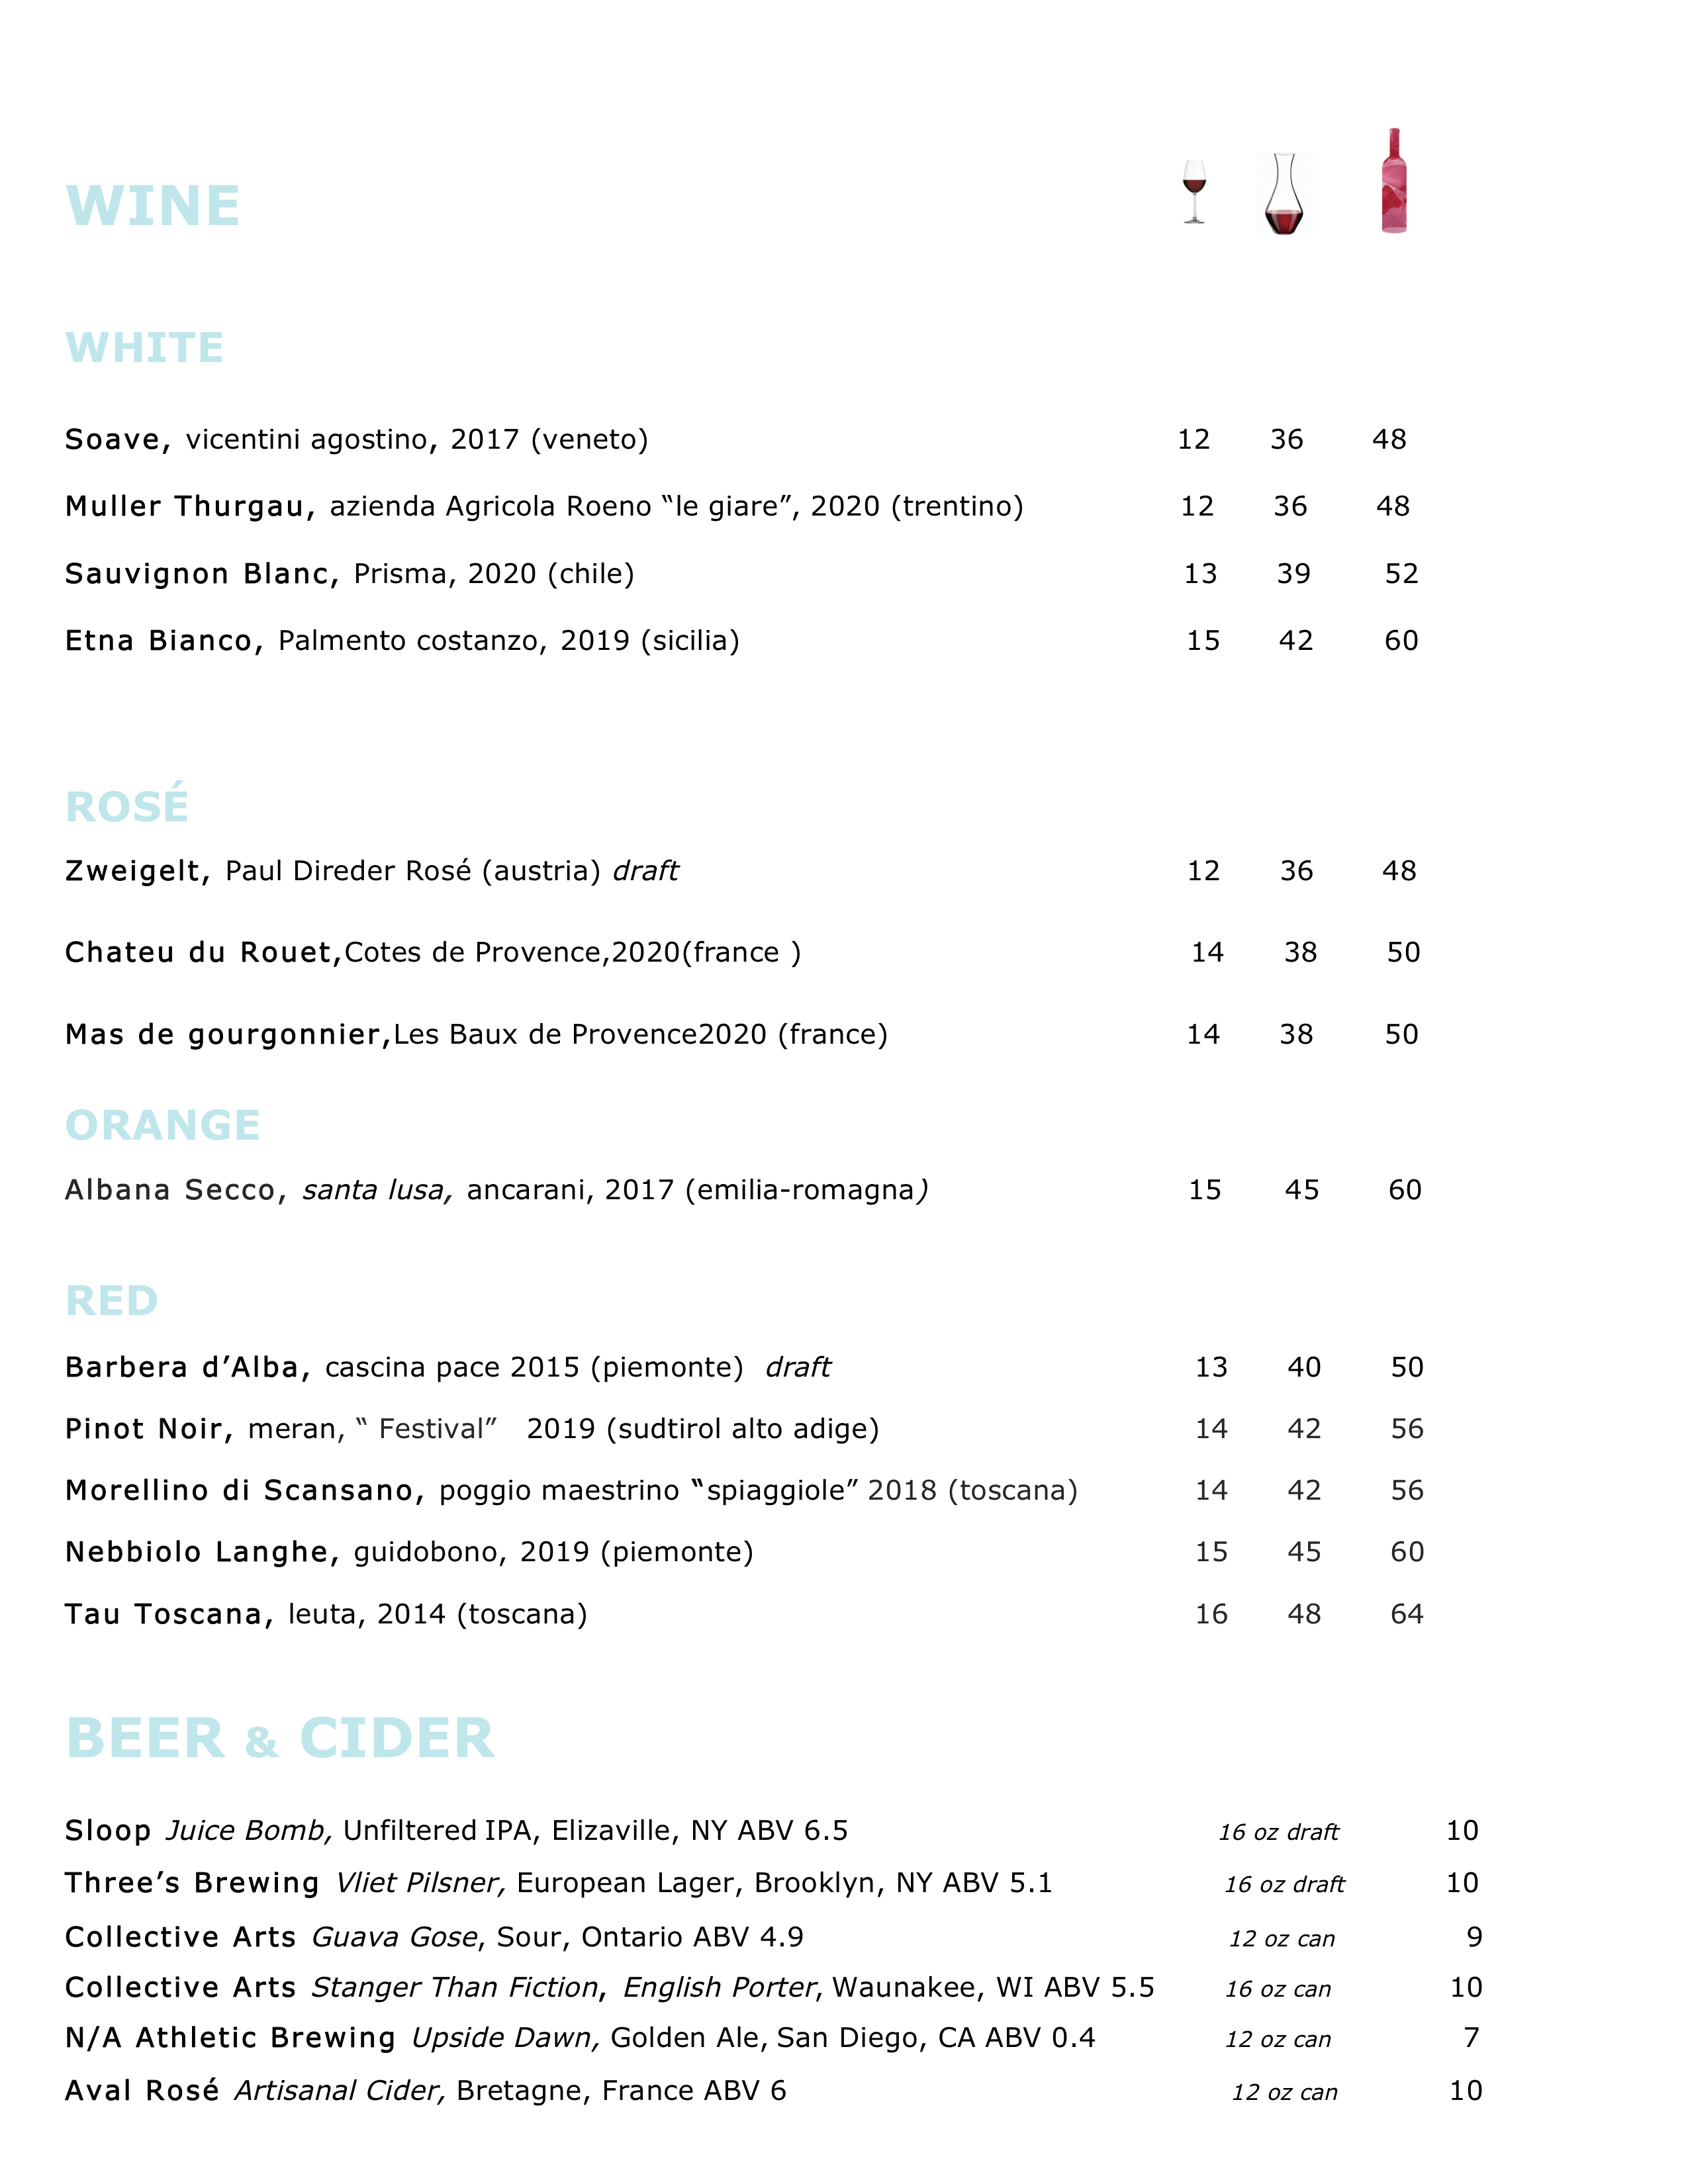 WINE
WHITE
Soave, vicentini agostino, 2017 (veneto) 12 36 48
Muller Thurgau, azienda Agricola Roeno “le giare”, 2020 (trentino) 12 36 48
Sauvignon Blanc, Prisma, 2020 (chile) 13 39 52
Etna Bianco, Palmento costanzo, 2019 (sicilia) 15 42 60
ROSÉ
Zweigelt, Paul Direder Rosé (austria) draft 12 36 48
Chateu du Rouet,Cotes de Provence,2020(france ) 14 38 50
Mas de gourgonnier,Les Baux de Provence2020 (france) 14 38 50
ORANGE
Albana Secco, santa lusa, ancarani, 2017 (emilia-romagna) 15 45 60
RED
Barbera d’Alba, cascina pace 2015 (piemonte) draft 13 40 50
Pinot Noir, meran, “ Festival” 2019 (sudtirol alto adige) 14 42 56
Morellino di Scansano, poggio maestrino “spiaggiole” 2018 (toscana) 14 42 56
Nebbiolo Langhe, guidobono, 2019 (piemonte) 15 45 60
Tau Toscana, leuta, 2014 (toscana) 16 48 64
BEER & CIDER
Sloop Juice Bomb, Unfiltered IPA, Elizaville, NY ABV 6.5 16 oz draft 10
Three’s Brewing Vliet Pilsner, European Lager, Brooklyn, NY ABV 5.1 16 oz draft 10
Collective Arts Guava Gose, Sour, Ontario ABV 4.9 12 oz can 9
Collective Arts Stanger Than Fiction, English Porter, Waunakee, WI ABV 5.5 16 oz can 10
N/A Athletic Brewing Upside Dawn, Golden Ale, San Diego, CA ABV 0.4 12 oz can 7
Aval Rosé Artisanal Cider, Bretagne, France ABV 6 12 oz can 10